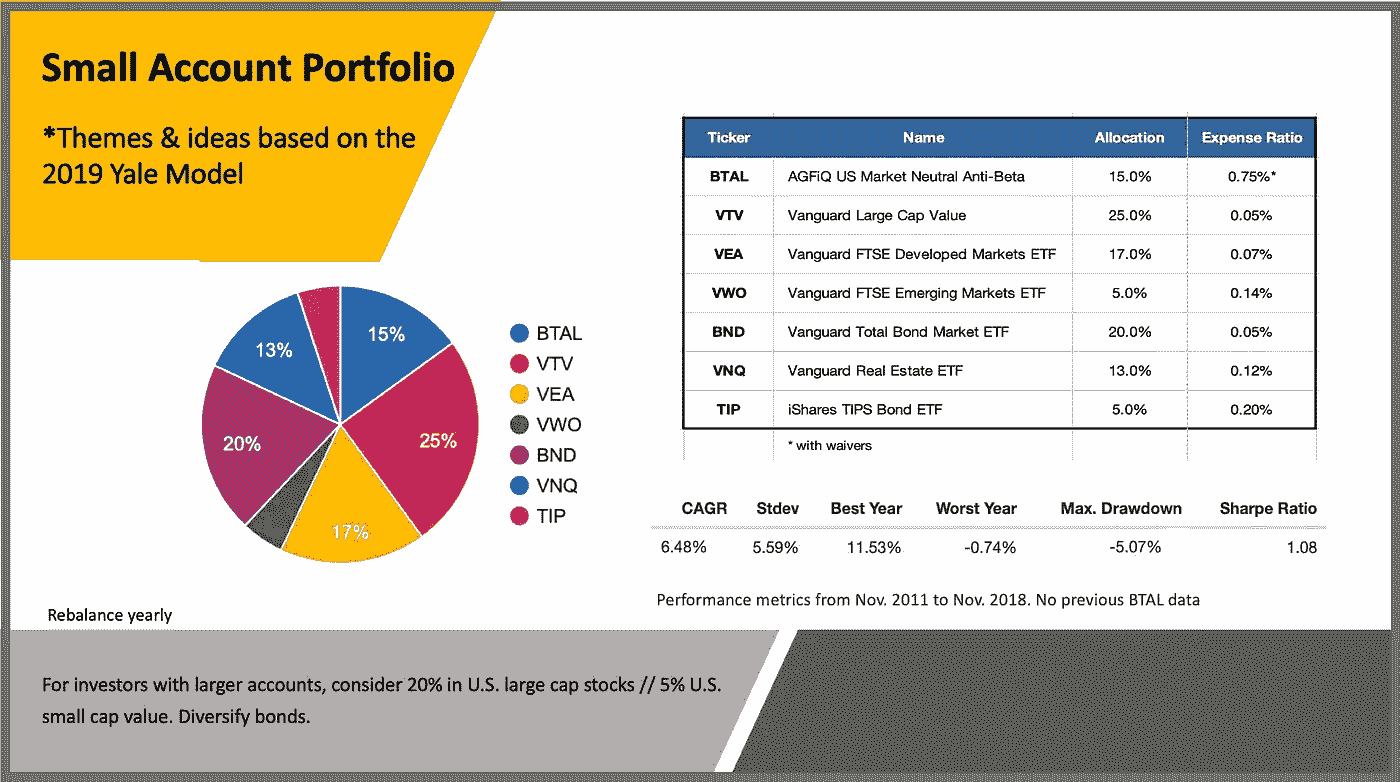 Small Account Portfolio
*Themes & ideas based on the
2019 Yale Model
Ticker Name Allocation Expense Ratio
BTAL AGFiQ US Market Neutral Anti-Beta 15.0% 0.75%*
VTV Vanguard Large Cap Value 25.0% 0.05%
VEA Vanguard FTSE Developed Markets ETF 17.0% 0.07%
VWO Vanguard FTSE Emerging Markets ETF 5.0% 0.14%
BND Vanguard Total Bond Market ETF 20.0% 0.05%
VNQ Vanguard Real Estate ETF 13.0% 0.12%
TIP iShares TIPS Bond ETF 5.0% 0.20%
* with waivers
15%
25%
17%
20%
13%
BTAL
VTV
VEA
VWO
BND
VNQ
TIP
CAGR Stdev Best Year Worst Year Max. Drawdown Sharpe Ratio
6.48% 5.59% 11.53% -0.74% -5.07% 1.08
Performance metrics from Nov. 2011 to Nov. 2018. No previous BTAL data
Rebalance yearly
For investors with larger accounts, consider 20% in U.S. large cap stocks // 5% U.S.
small cap value. Diversify bonds.